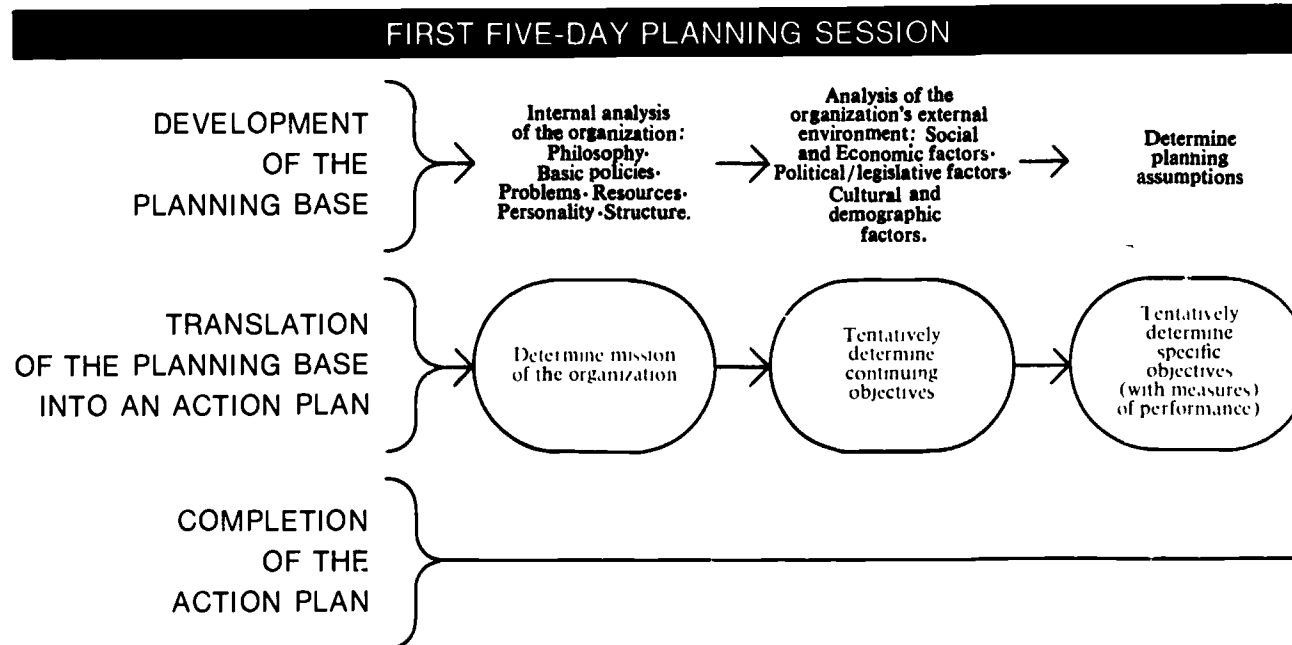 FIRST FIVE-DAY PLANNING SESSION
DEVELOPMENT
OF THE
PLANNING BASE
Internal analysis
of the organization:
Philosophy·
Basic policies·
Problems· Resources·
Personality·Structure.
Analysis of the
organization's external
environment: Social
and Economic factors·
Political/legislative factors·
Cultural and
demographic
factors.
Determine
planning
assumptions
TRANSLATION
OF THE PLANNING BASE
INTO AN ACTION PLAN
Determine mission
of the organization
Tentatively
determine
continuing
objectives
Tentatively
determine
specific
objectives
(with measures)
of performance)
COMPLETION
OF THE
ACTION PLAN